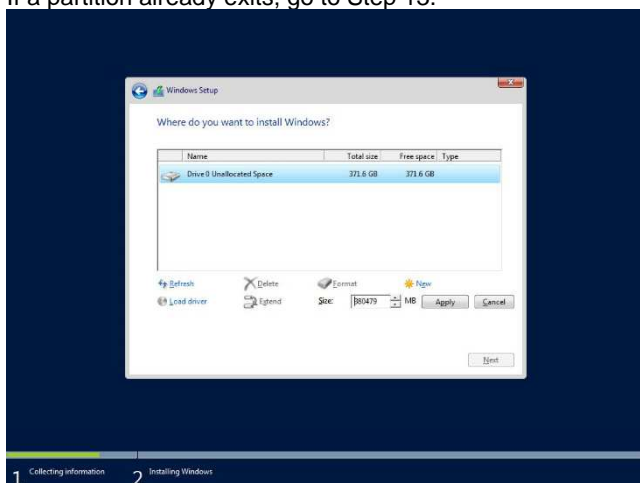 If a partition already exits, go to Step 15.
Windows Setup
Where do you want to install Windows?
Name Total size Free space Type
Drive 0 Unallocated Space 371.6 GB 371.6 GB
Refresh Delete Format New
Load driver Extend Size: 380479 MB Apply Cancel
Next
1 Collecting information 2 Installing Windows